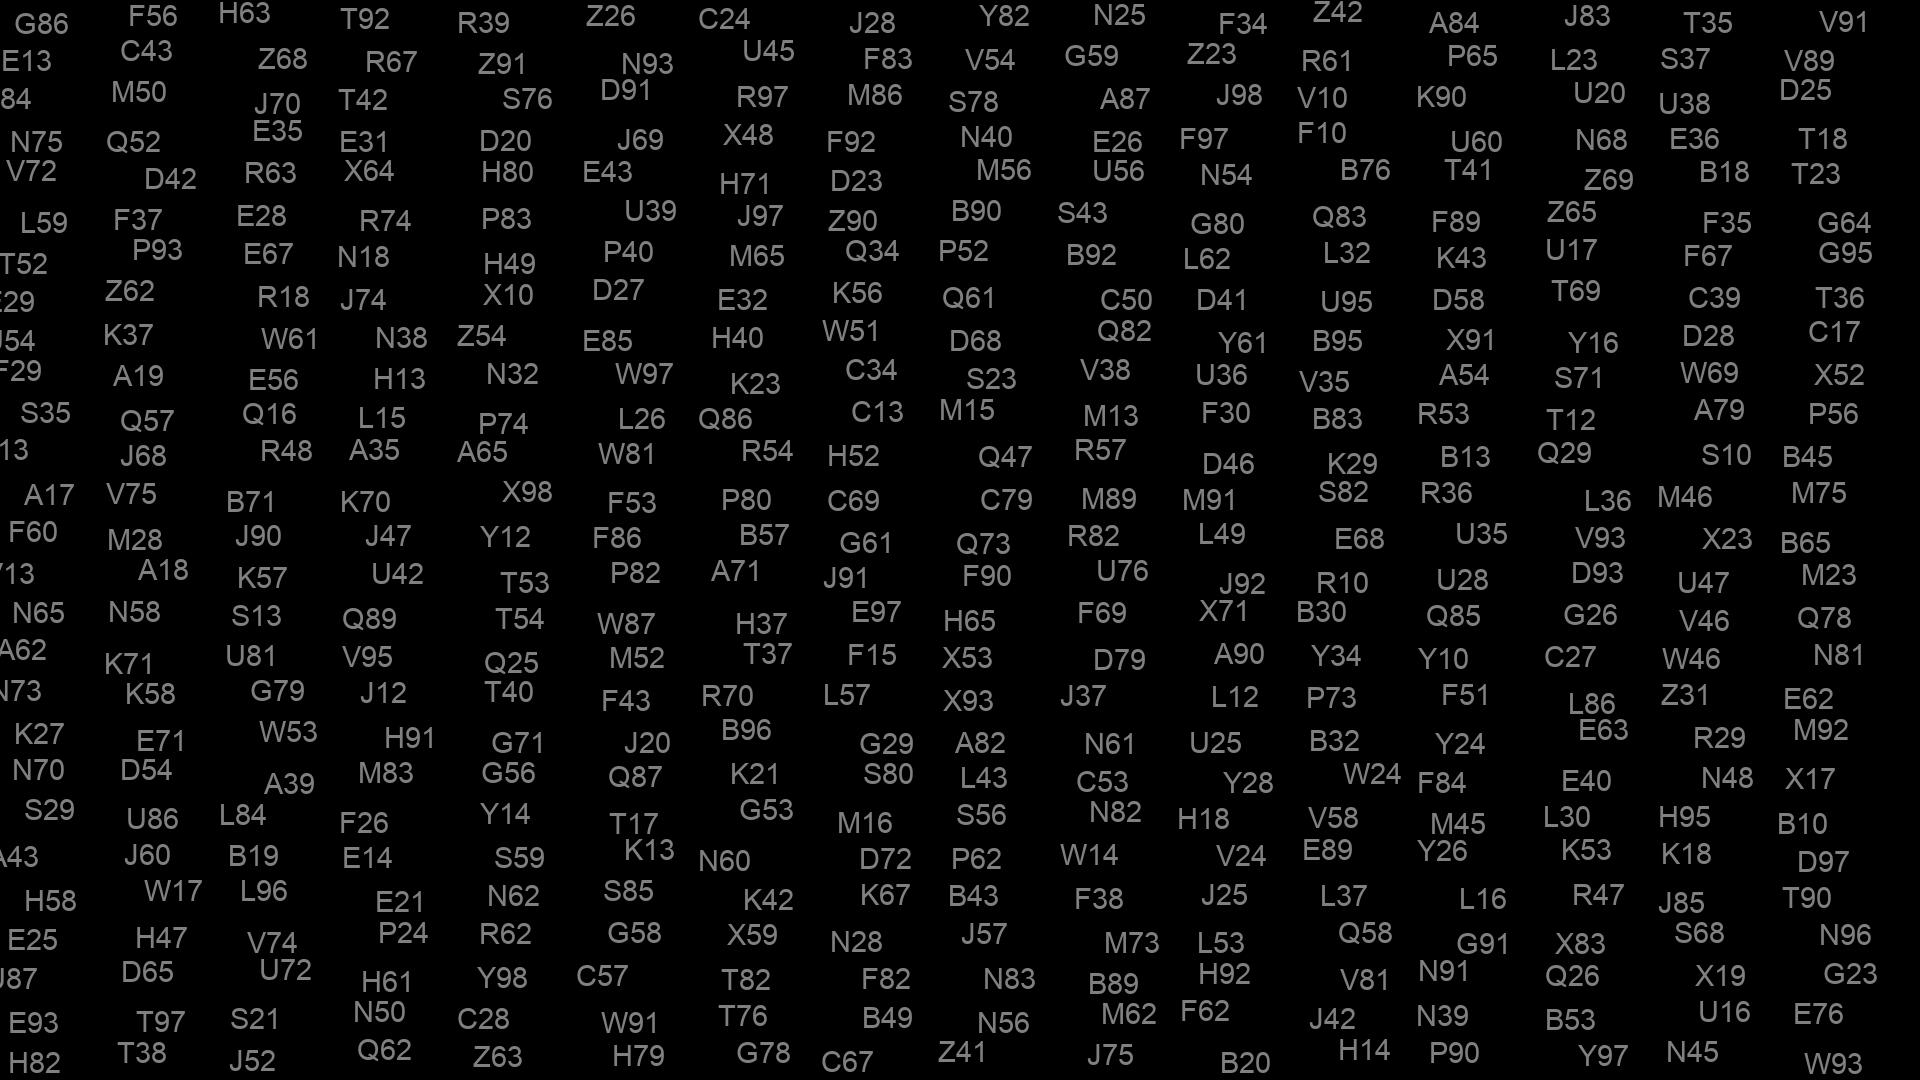 G86 F56 H63 T92 R39 Z26 C24 J28 Y82 N25 F34 Z42 A84 J83 T35 V91
E13 C43 Z68 R67 Z91 N93 U45 F83 V54 G59 Z23 R61 P65 L23 S37 V89
84 M50 J70 T42 S76 D91 R97 M86 S78 A87 J98 V10 K90 U20 U38 D25
N75 Q52 E35 E31 D20 J69 X48 F92 N40 E26 F97 F10 U60 N68 E36 T18
V72 D42 R63 X64 H80 E43 H71 D23 M56 U56 N54 B76 T41 Z69 B18 T23
L59 F37 E28 R74 P83 U39 J97 Z90 B90 S43 G80 Q83 F89 Z65 F35 G64
T52 P93 E67 N18 H49 P40 M65 Q34 P52 B92 L62 L32 K43 U17 F67 G95
E29 Z62 R18 J74 X10 D27 E32 K56 Q61 C50 D41 U95 D58 T69 C39 T36
54 K37 W61 N38 Z54 E85 H40 W51 D68 Q82 Y61 B95 X91 Y16 D28 C17
F29 A19 E56 H13 N32 W97 K23 C34 S23 V38 U36 V35 A54 S71 W69 X52
S35 Q57 Q16 L15 P74 L26 Q86 C13 M15 M13 F30 B83 R53 T12 A79 P56
13 J68 R48 A35 A65 W81 R54 H52 Q47 R57 D46 K29 B13 Q29 S10 B45
A17 V75 B71 K70 X98 F53 P80 C69 C79 M89 M91 S82 R36 L36 M46 M75
F60 M28 J90 J47 Y12 F86 B57 G61 Q73 R82 L49 E68 U35 V93 X23 B65
13 A18 K57 U42 T53 P82 A71 J91 F90 U76 J92 R10 U28 D93 U47 M23
N65 N58 S13 Q89 T54 W87 H37 E97 H65 F69 X71 B30 Q85 G26 V46 Q78
A62 K71 U81 V95 Q25 M52 T37 F15 X53 D79 A90 Y34 Y10 C27 W46 N81
N73 K58 G79 J12 T40 F43 R70 L57 X93 J37 L12 P73 F51 L86 Z31 E62
K27 E71 W53 H91 G71 J20 B96 G29 A82 N61 U25 B32 Y24 E63 R29 M92
N70 D54 A39 M83 G56 Q87 K21 S80 L43 C53 Y28 W24 F84 E40 N48 X17
S29 U86 L84 F26 Y14 T17 G53 M16 S56 N82 H18 V58 M45 L30 H95 B10
A43 J60 B19 E14 S59 K13 N60 D72 P62 W14 V24 E89 Y26 K53 K18 D97
H58 W17 L96 E21 N62 S85 K42 K67 B43 F38 J25 L37 L16 R47 J85 T90
E25 H47 V74 P24 R62 G58 X59 N28 J57 M73 L53 Q58 G91 X83 S68 N96
87 D65 U72 H61 Y98 C57 T82 F82 N83 B89 H92 V81 N91 Q26 X19 G23
E93 T97 S21 N50 C28 W91 T76 B49 N56 M62 F62 J42 N39 B53 U16 E76
H82 T38 J52 Q62 Z63 H79 G78 C67 Z41 J75 B20 H14 P90 Y97 N45 W93